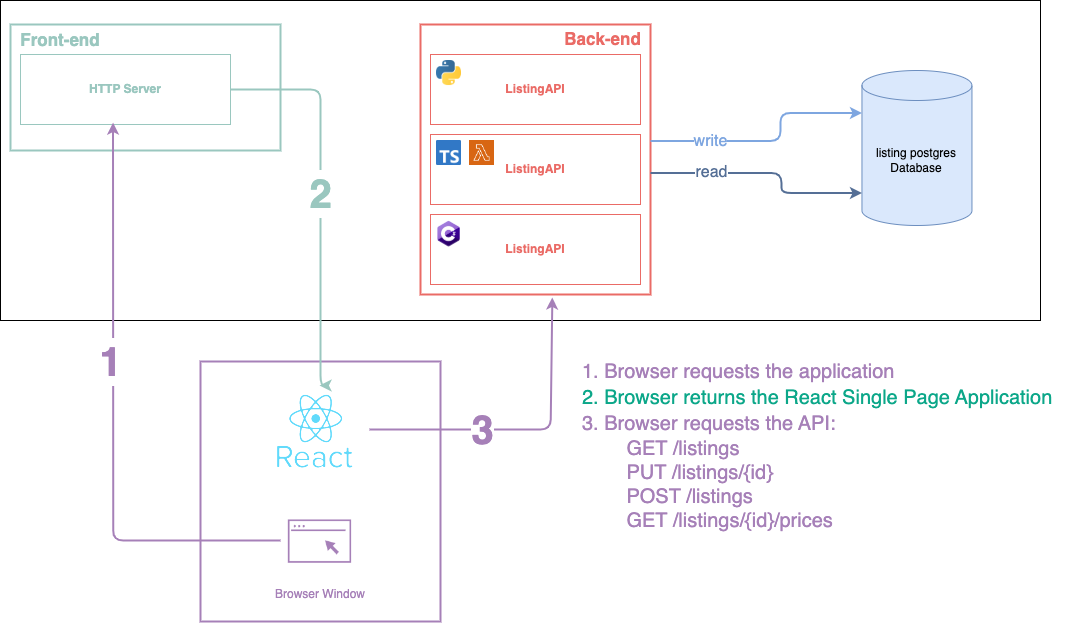 Front-end
HTTP Server
Back-end
ListingAPI
TS
ListingAPI
C#
ListingAPI
write
read
listing postgres
Database
2
1
3
React
Browser Window
1. Browser requests the application
2. Browser returns the React Single Page Application
3. Browser requests the API:
GET /listings
PUT /listings/{id}
POST /listings
GET /listings/{id}/prices